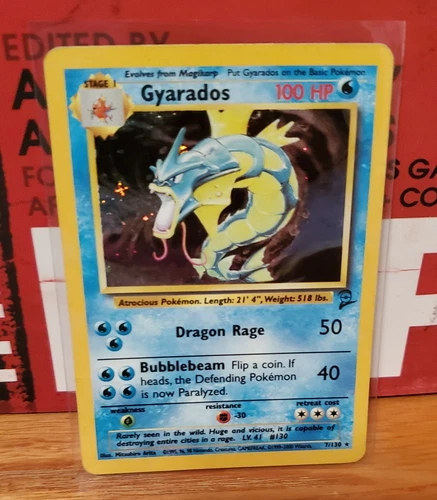 EDITED BY
STAGE 1
Evolves from Magikarp Put Gyarados on the Basic Pokémon
Gyarados 100 HP
Atrocious Pokémon. Length: 21' 4", Weight: 518 lbs.
Dragon Rage 50
Bubblebeam Flip a coin. If
heads, the Defending Pokémon
is now Paralyzed.
40
weakness resistance retreat cost
-30
Rarely seen in the wild. Huge and vicious, it is capable of
destroying entire cities in a rage. LV. 41 #130
Illus. Mitsuhiro Arita
7/130 ★